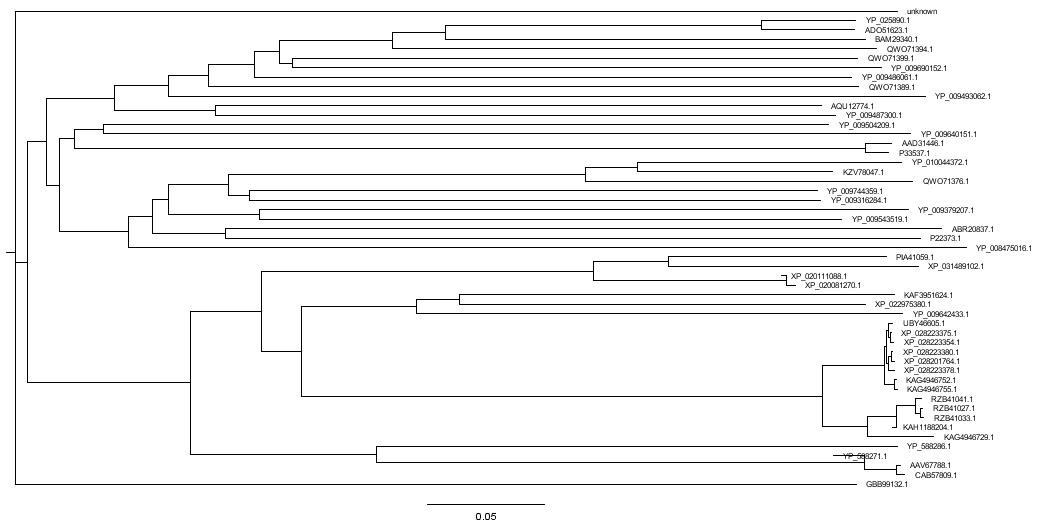 unknown
YP_025890.1
ADO51623.1
BAM29340.1
QWO71394.1
QWO71399.1
YP_009690152.1
YP_009486061.1
QWO71389.1
YP_009493062.1
AQU12774.1
YP_009487300.1
YP_009504209.1
YP_009640151.1
AAD31446.1
P33537.1
YP_010044372.1
KZV78047.1
QWO71376.1
YP_009744359.1
YP_009316284.1
YP_009379207.1
YP_009543519.1
ABR20837.1
P22373.1
YP_008475016.1
PIA41059.1
XP_031489102.1
XP_020111088.1
XP_020081270.1
KAF3951624.1
XP_022975380.1
YP_009642433.1
UBY46605.1
XP_028223375.1
XP_028223354.1
XP_028223380.1
XP_028201764.1
XP_028223378.1
KAG4946752.1
KAG4946755.1
RZB41041.1
RZB41027.1
RZB41033.1
KAH1188204.1
KAG4946729.1
YP_588286.1
YP_588271.1
AAV67788.1
CAB57809.1
GBB99132.1
0.05